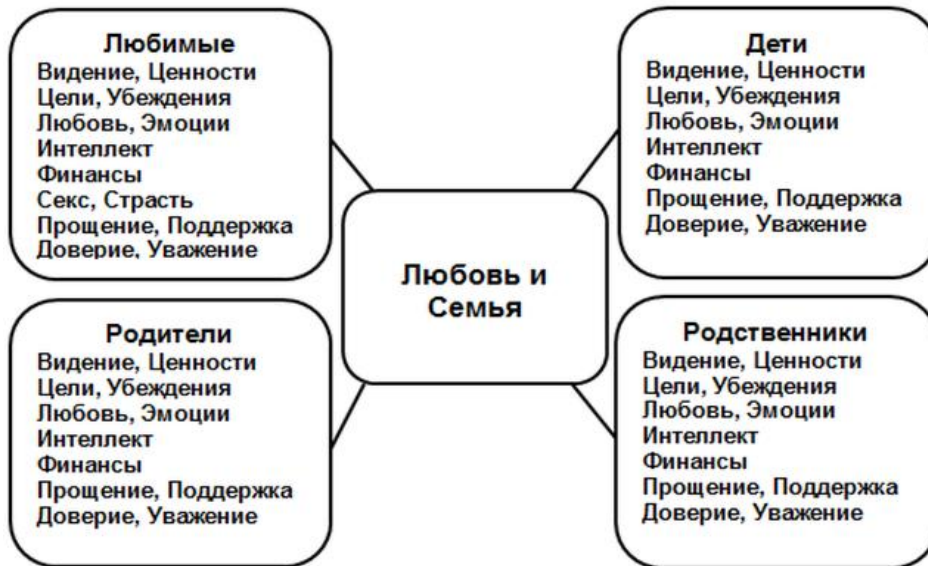 Любимые
Видение, Ценности
Цели, Убеждения
Любовь, Эмоции
Интеллект
Финансы
Секс, Страсть
Прощение, Поддержка
Доверие, Уважение
Дети
Видение, Ценности
Цели, Убеждения
Любовь, Эмоции
Интеллект
Финансы
Прощение, Поддержка
Доверие, Уважение
Любовь и
Семья
Родители
Видение, Ценности
Цели, Убеждения
Любовь, Эмоции
Интеллект
Финансы
Прощение, Поддержка
Доверие, Уважение
Родственники
Видение, Ценности
Цели, Убеждения
Любовь, Эмоции
Интеллект
Финансы
Прощение, Поддержка
Доверие, Уважение